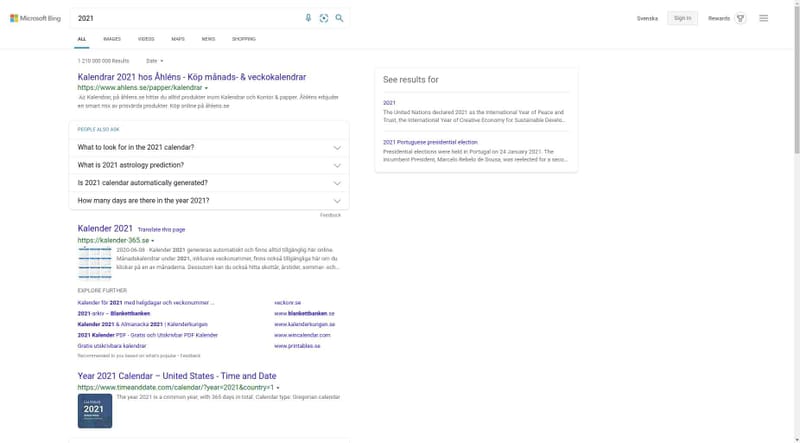 Microsoft Bing
2021
Svenska
Sign in
Rewards
ALL
IMAGES
VIDEOS
MAPS
NEWS
SHOPPING
1 210 000 000 Results
Date
Kalendrar 2021 hos Åhléns - Köp månads- & veckokalendrar
https://www.ahlens.se/papper/kalendrar
Ad Kalendrar, på åhlens.se hittar du alltid produkter inom Kalendrar och Kontor & papper. Åhléns erbjuder
en smart mix av prisvärda produkter. Köp online på åhlens.se
PEOPLE ALSO ASK
What to look for in the 2021 calendar?
What is 2021 astrology prediction?
Is 2021 calendar automatically generated?
How many days are there in the year 2021?
Feedback
Kalender 2021
Translate this page
https://kalender-365.se
2020-06-08 · Kalender 2021 genereras automatiskt och finns alltid tillgänglig här online.
Månadskalendrar under 2021, inklusive veckonummer, finns också tillgängliga här om du
klickar på en av månaderna. Dessutom kan du också hitta skottår, årstider, sommar- och...
EXPLORE FURTHER
Kalender för 2021 med helgdagar och veckonummer ...
veckonr.se
2021-arkiv – Blankettbanken
www.blankettbanken.se
Kalender 2021 & Almanacka 2021 | Kalenderkungen
www.kalenderkungen.se
2021 Kalender PDF - Gratis och Utskrivbar PDF Kalender
www.wincalendar.com
Gratis utskrivbara kalendrar
www.printables.se
Recommended to you based on what's popular • Feedback
Year 2021 Calendar – United States - Time and Date
https://www.timeanddate.com/calendar/?year=2021&country=1
2021
The year 2021 is a common year, with 365 days in total. Calendar type: Gregorian calendar
See results for
2021
The United Nations declared 2021 as the International Year of Peace and
Trust, the International Year of Creative Economy for Sustainable Develo...
2021 Portuguese presidential election
Presidential elections were held in Portugal on 24 January 2021. The
incumbent President, Marcelo Rebelo de Sousa, was reelected for a seco...